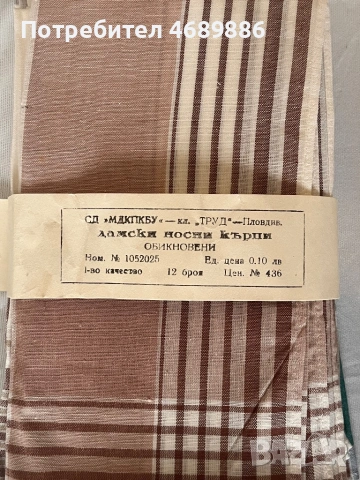 Потребител 4689886
СД „МДКПКБУ" — кл. „ТРУД" — Пловдив.
дамски носни кърпи
ОБИКНОВЕНИ
Ном. № 1052025 Ед. цена 0.10 лв
I-во качество 12 броя Цен. № 436
BAZAR